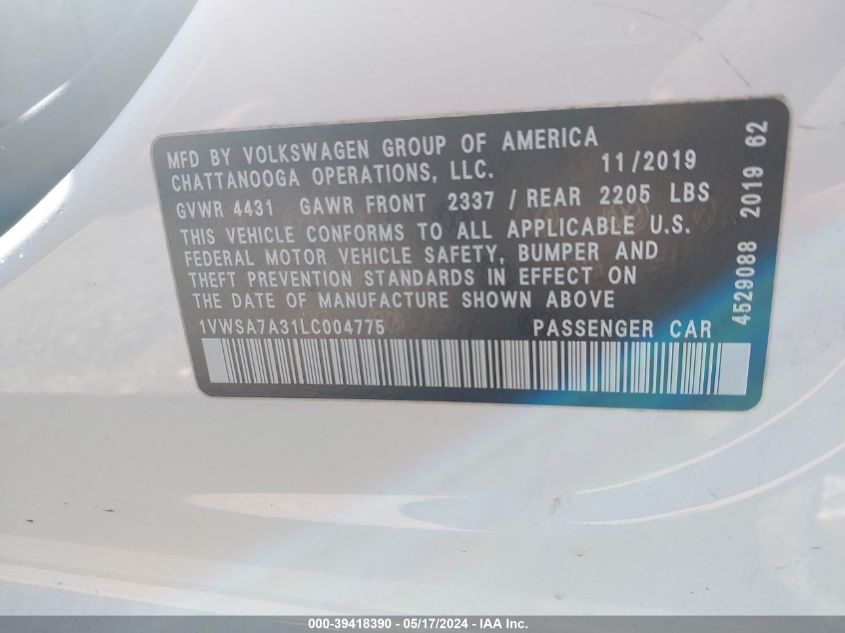 MFD BY VOLKSWAGEN GROUP OF AMERICA
CHATTANOOGA OPERATIONS, LLC. 11/2019
GVWR 4431 GAWR FRONT 2337 / REAR 2205 LBS
THIS VEHICLE CONFORMS TO ALL APPLICABLE U.S.
FEDERAL MOTOR VEHICLE SAFETY, BUMPER AND
THEFT PREVENTION STANDARDS IN EFFECT ON
THE DATE OF MANUFACTURE SHOWN ABOVE
1VWSA7A31LC004775 PASSENGER CAR
4529088 2019 62
000-39418390 - 05/17/2024 - IAA Inc.